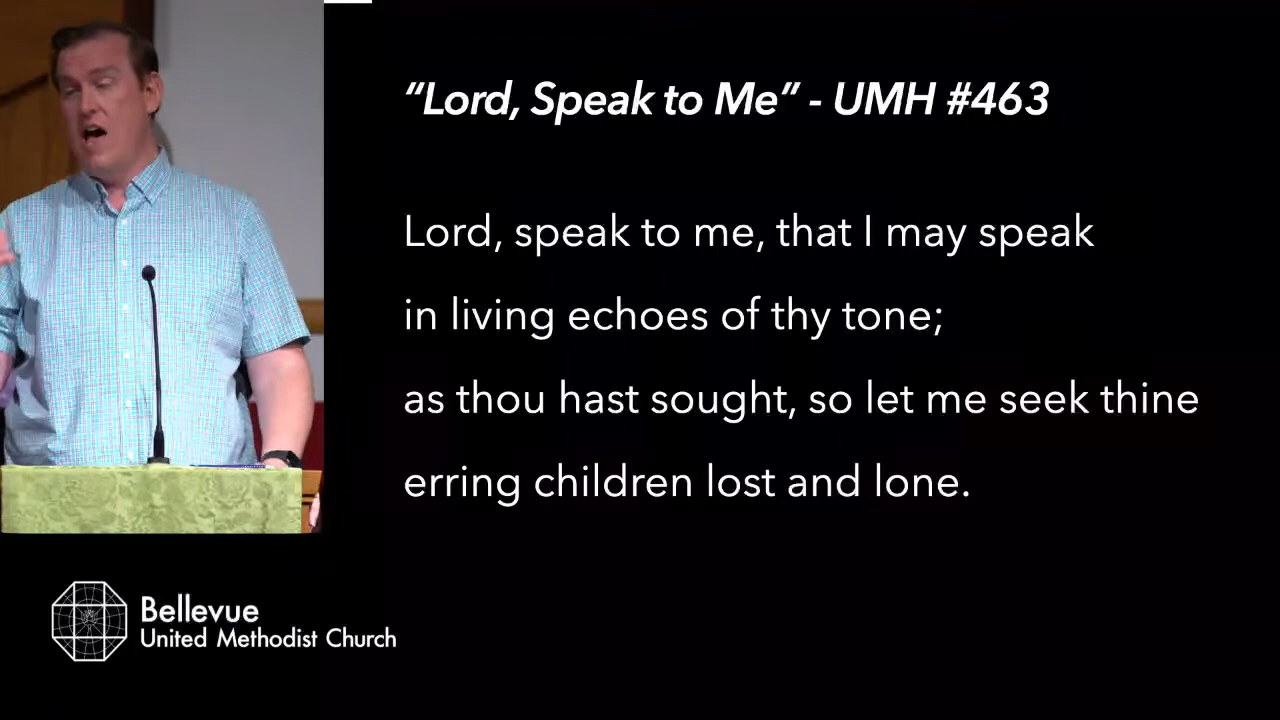 “Lord, Speak to Me” - UMH #463
Lord, speak to me, that I may speak
in living echoes of thy tone;
as thou hast sought, so let me seek thine
erring children lost and lone.
Bellevue
United Methodist Church